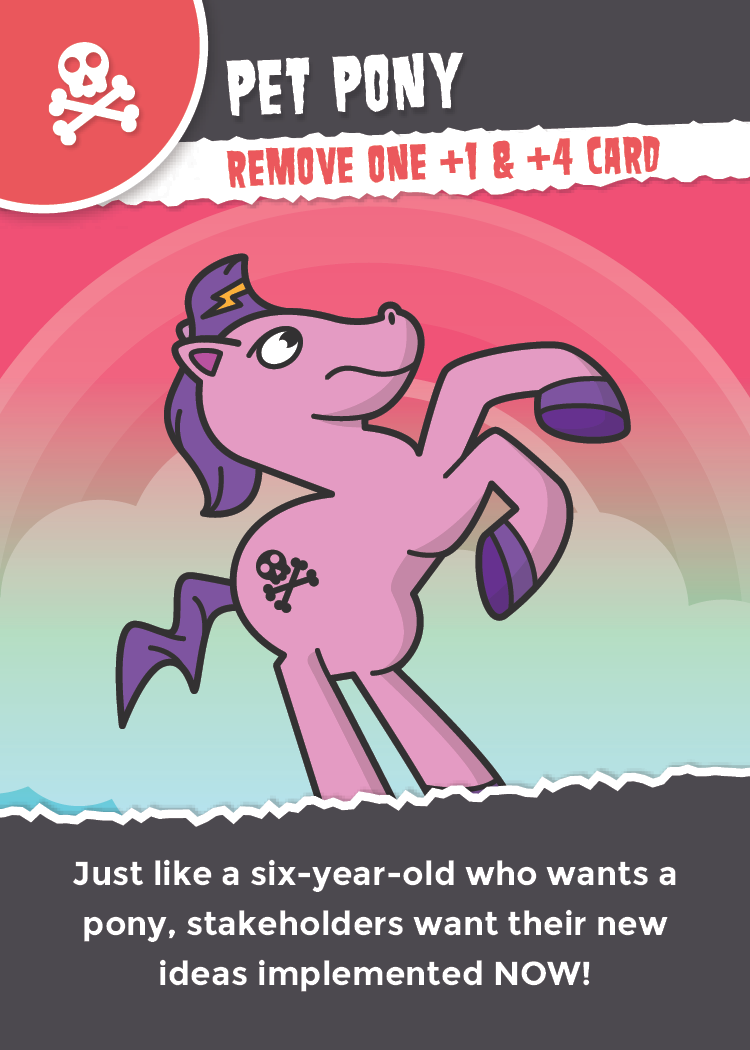 PET PONY
REMOVE ONE +1 & +4 CARD
Just like a six-year-old who wants a
pony, stakeholders want their new
ideas implemented NOW!